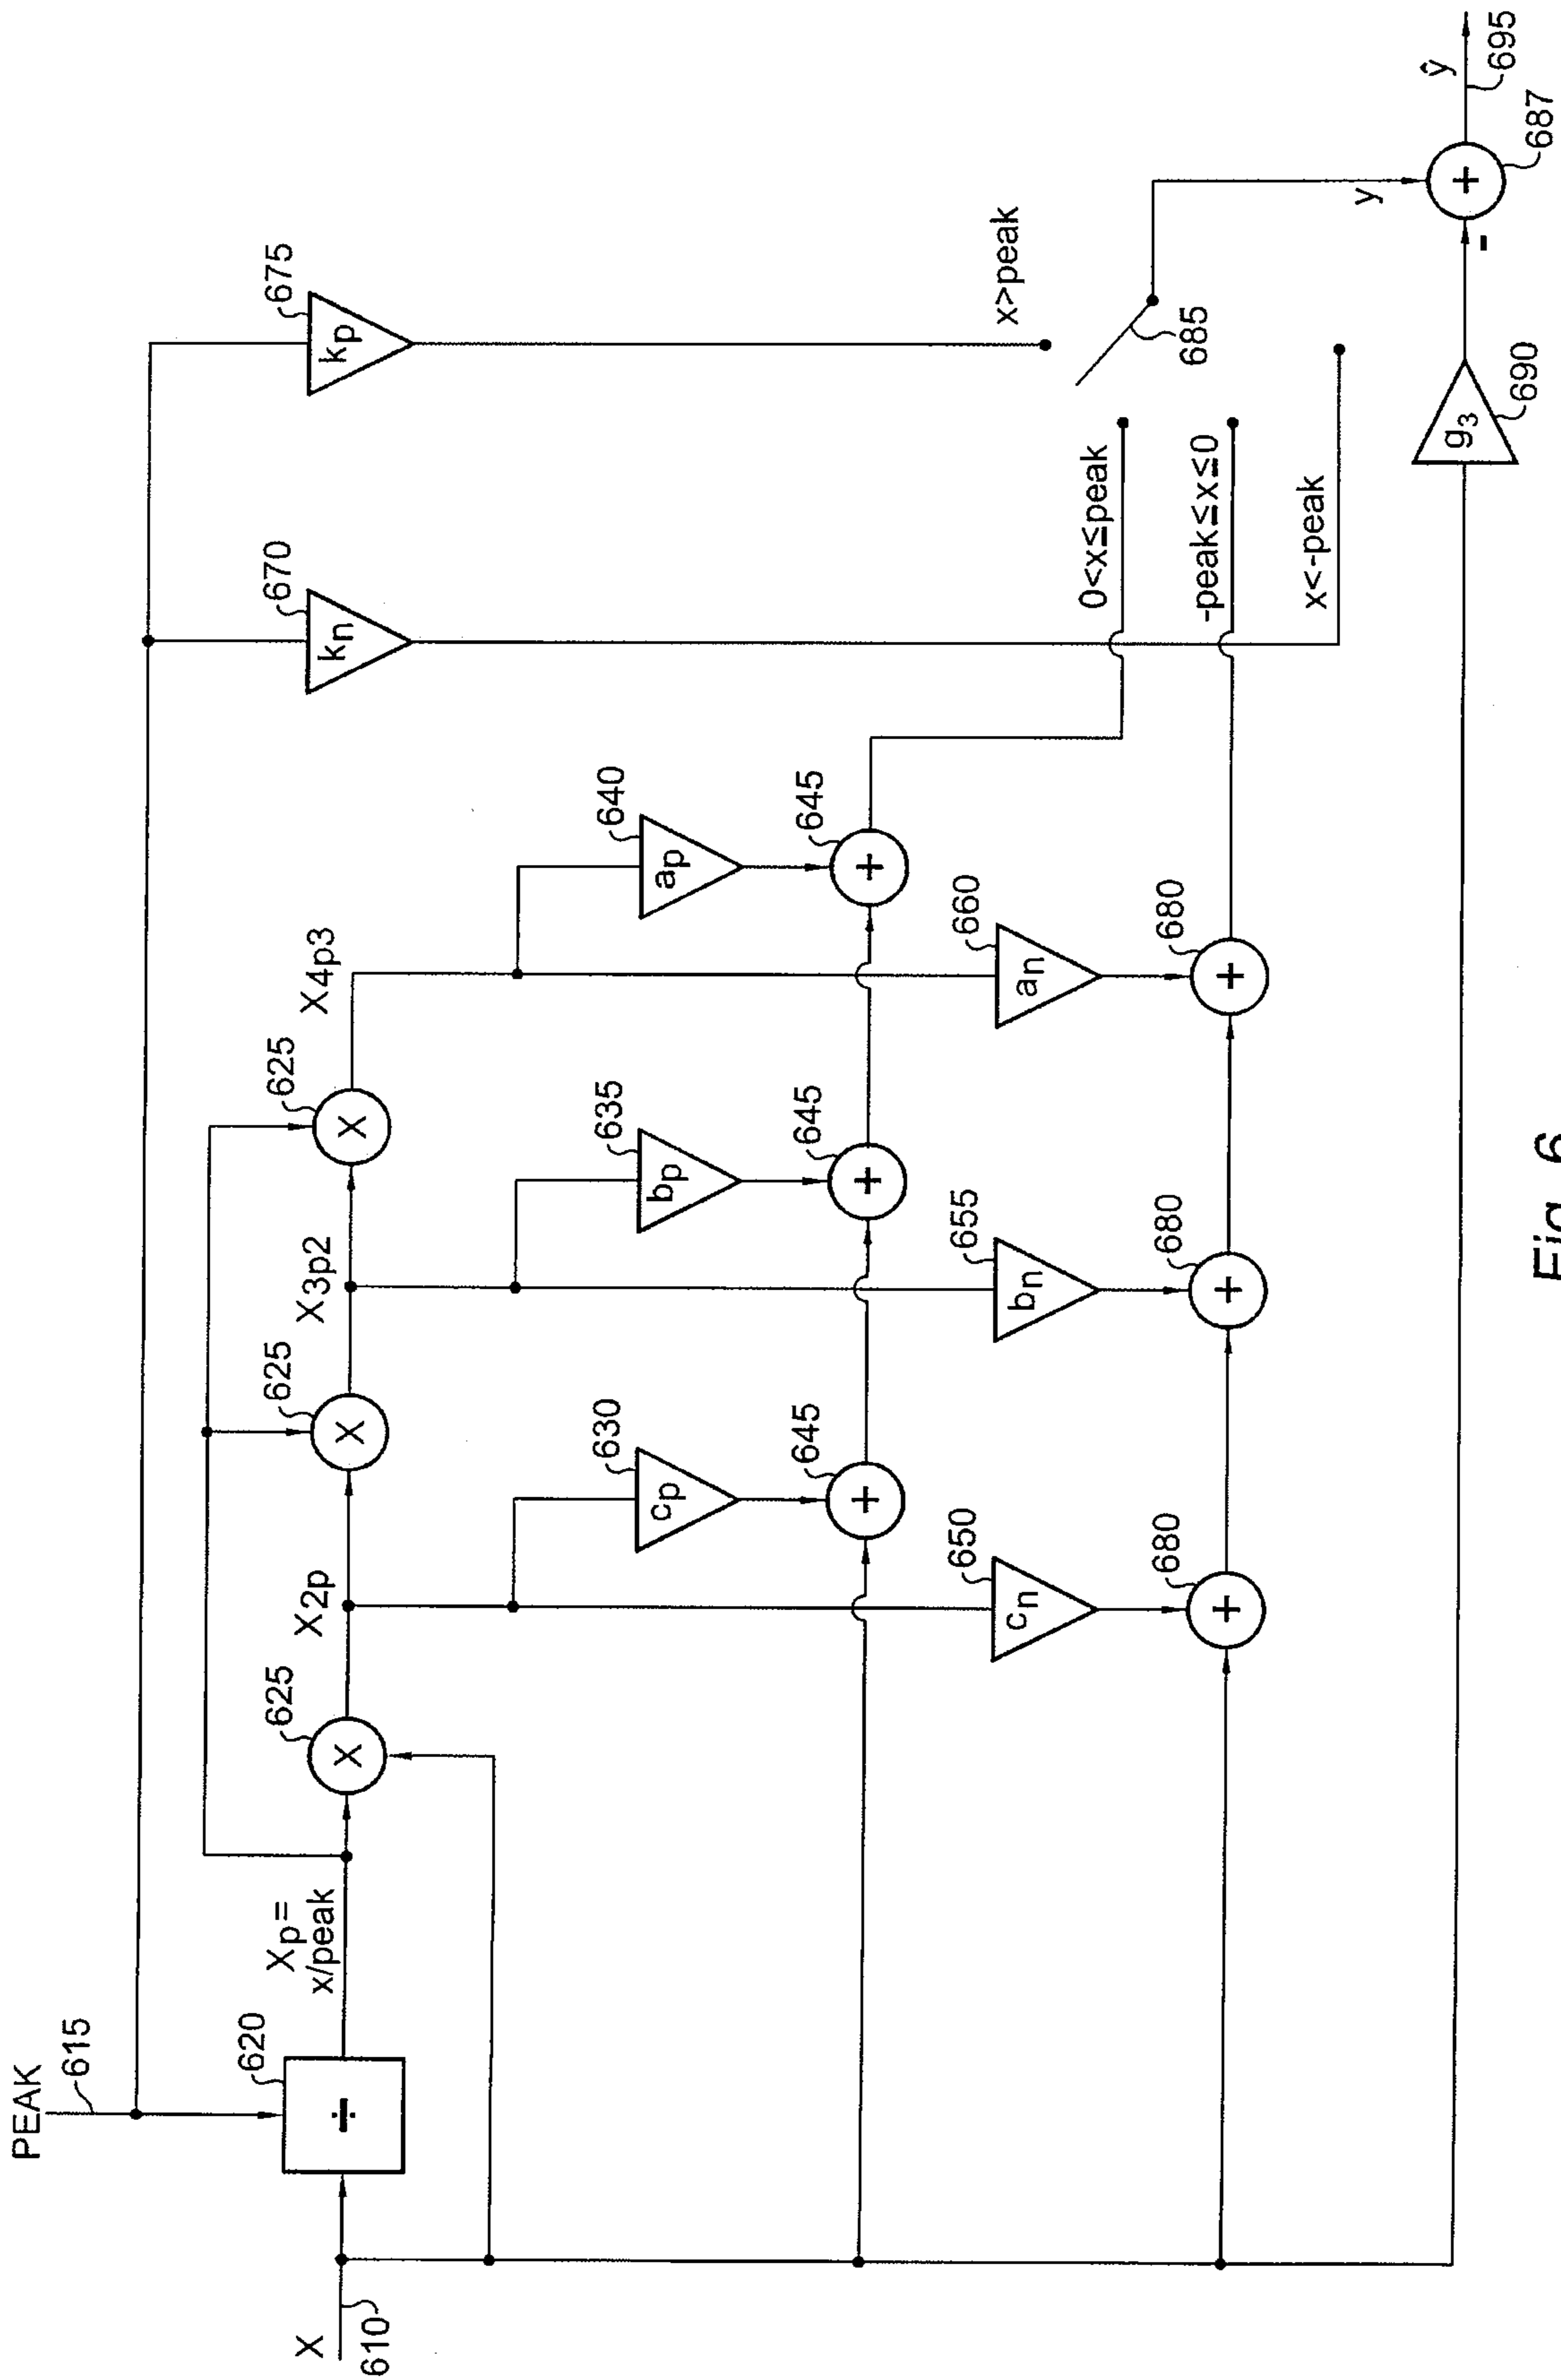 PEAK
615
X
610
620
÷
Xp=
x/peak
625
X
X2p
625
X
X3p2
625
X
X4p3
630
cp
635
bp
640
ap
645
+
645
+
645
+
650
cn
655
bn
660
an
680
+
680
+
680
+
670
kn
675
kp
x>peak
0<x≤peak
-peak≤x≤0
x<-peak
685
y
g3
690
-
+
687
ŷ
695
Fig. 6